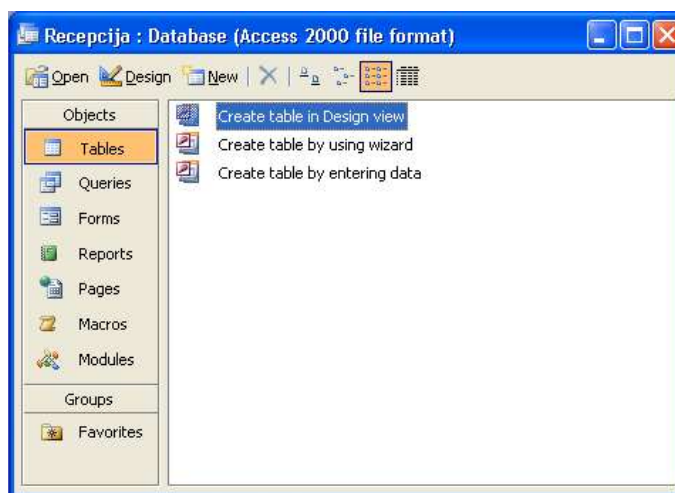 Recepcija : Database (Access 2000 file format)
Open Design New
Objects
Tables
Queries
Forms
Reports
Pages
Macros
Modules
Groups
Favorites
Create table in Design view
Create table by using wizard
Create table by entering data